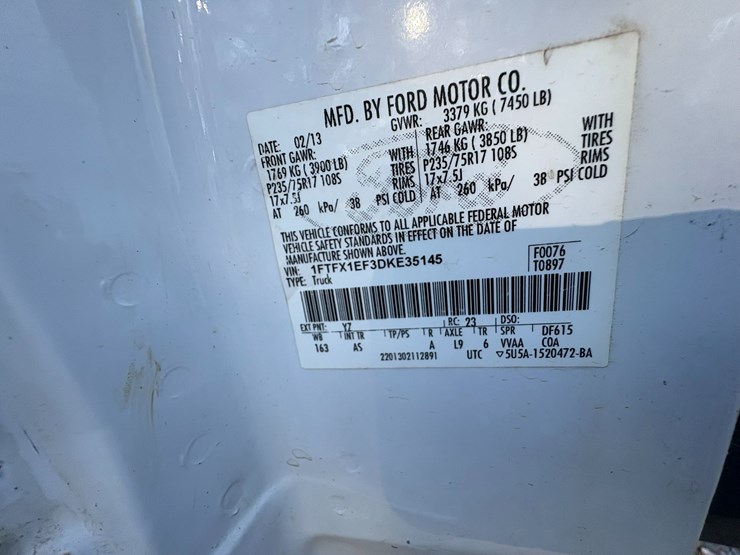 MFD. BY FORD MOTOR CO.
DATE: 02/13 GVWR: 3379 KG ( 7450 LB)
FRONT GAWR: REAR GAWR:
1769 KG ( 3900 LB) WITH 1746 KG ( 3850 LB) WITH
P235/75R17 108S TIRES P235/75R17 108S TIRES
17x7.5J RIMS 17x7.5J RIMS
AT 260 kPa/ 38 PSI COLD AT 260 kPa/ 38 PSI COLD
THIS VEHICLE CONFORMS TO ALL APPLICABLE FEDERAL MOTOR
VEHICLE SAFETY STANDARDS IN EFFECT ON THE DATE OF
MANUFACTURE SHOWN ABOVE
VIN: 1FTFX1EF3DKE35145 F0076
TYPE: Truck T0897
EXT PNT: YZ RC: 23 DSO:
WB INT TR TP/PS R AXLE TR SPR DF615
163 AS A L9 6 VVAA COA
2201302112891 UTC ▽5U5A-1520472-BA